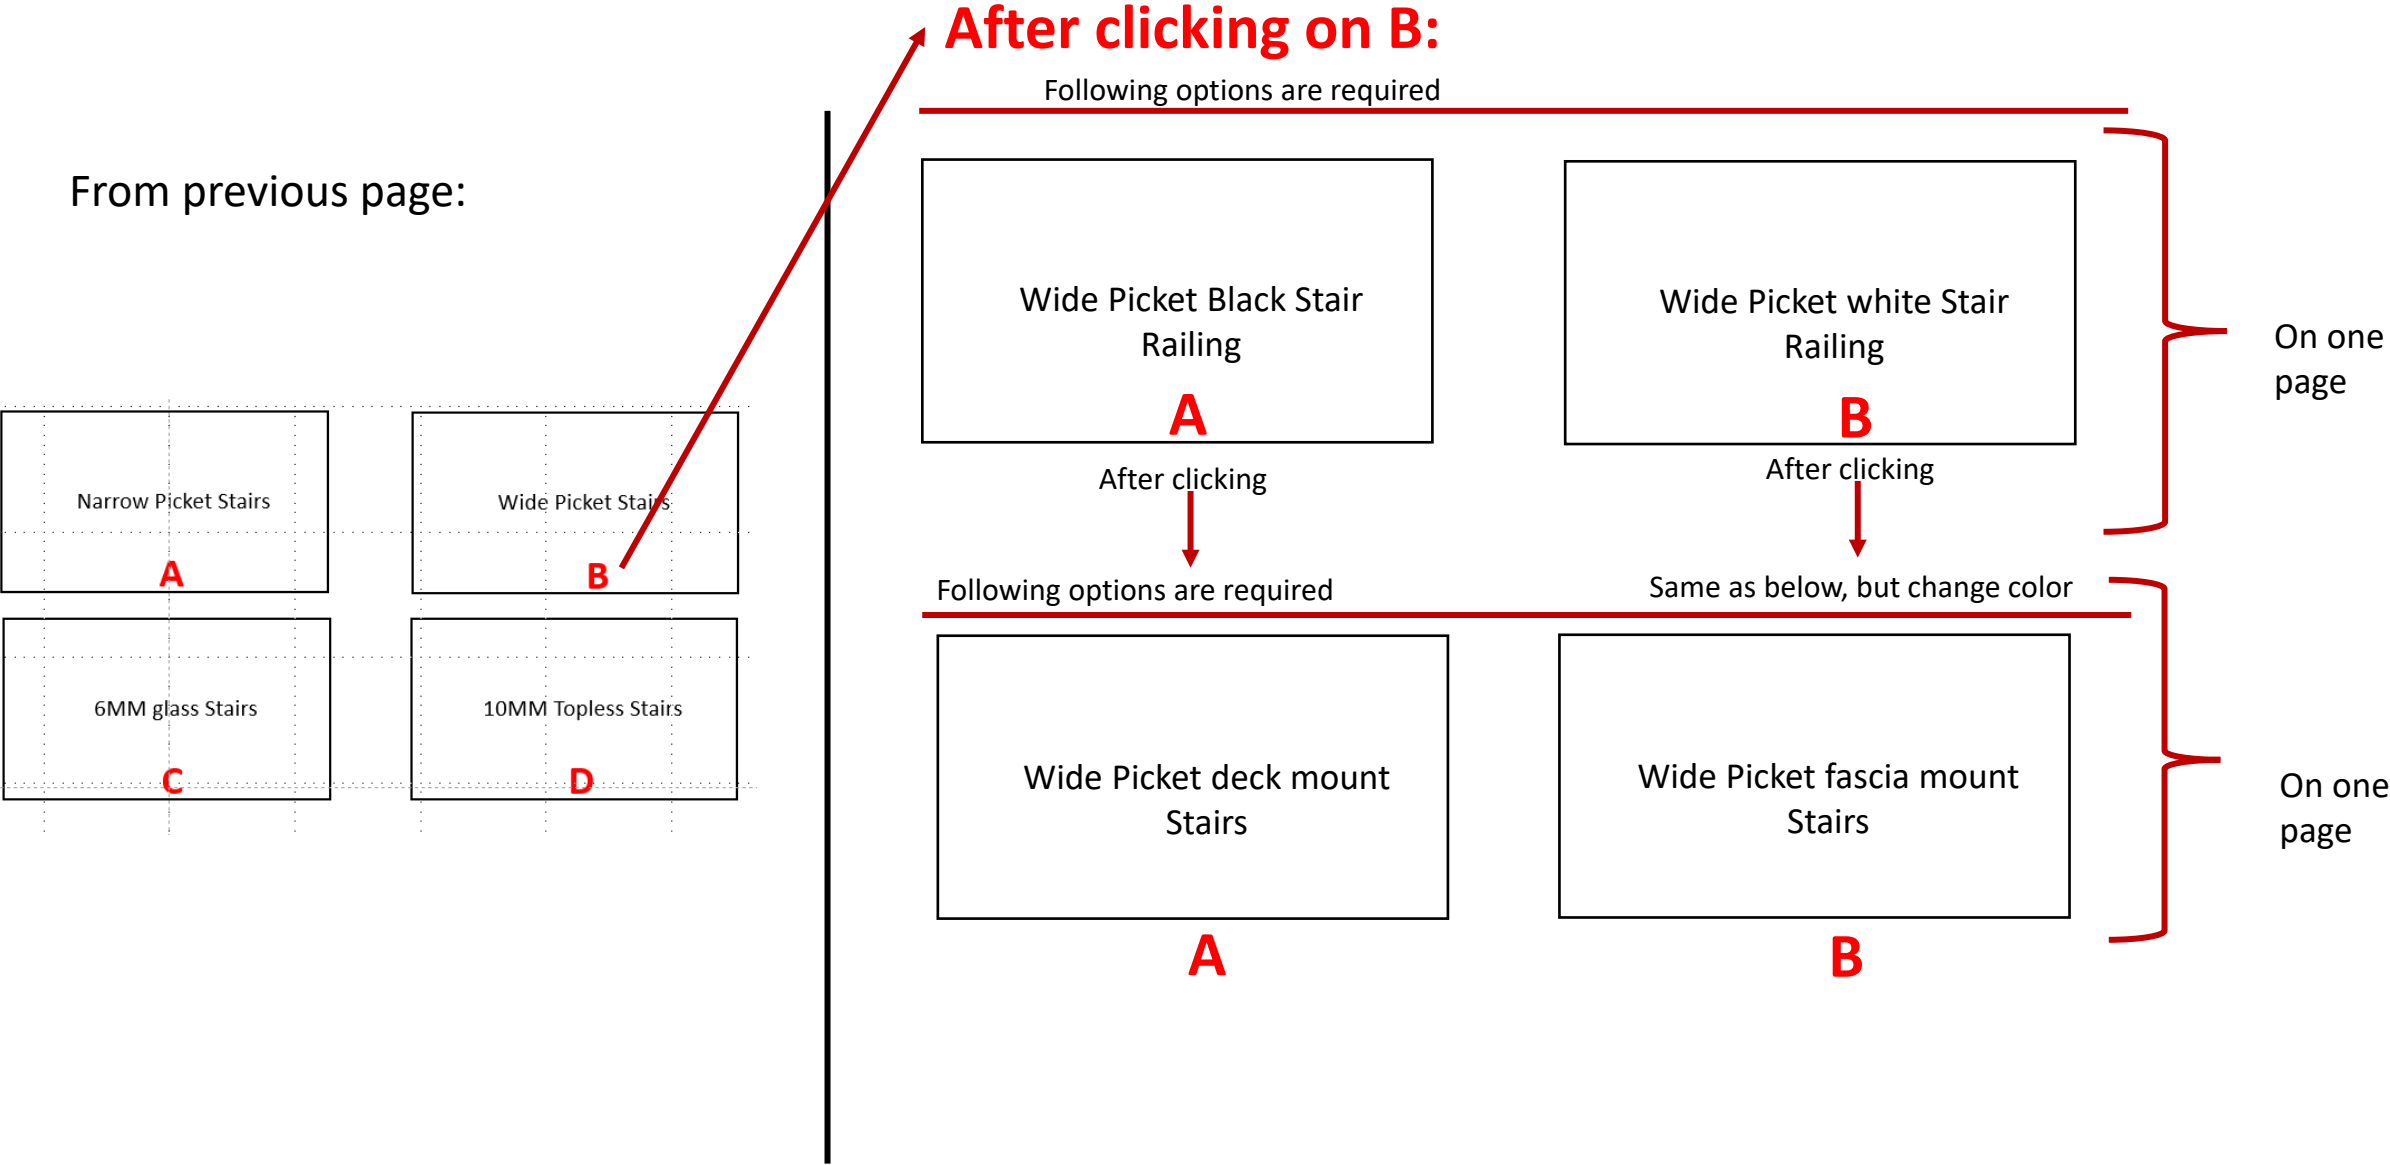 After clicking on B:
Following options are required
From previous page:
Narrow Picket Stairs
A
Wide Picket Stairs
B
6MM glass Stairs
C
10MM Topless Stairs
D
Wide Picket Black Stair
Railing
A
Wide Picket white Stair
Railing
B
On one
page
After clicking
After clicking
Following options are required
Same as below, but change color
Wide Picket deck mount
Stairs
A
Wide Picket fascia mount
Stairs
B
On one
page